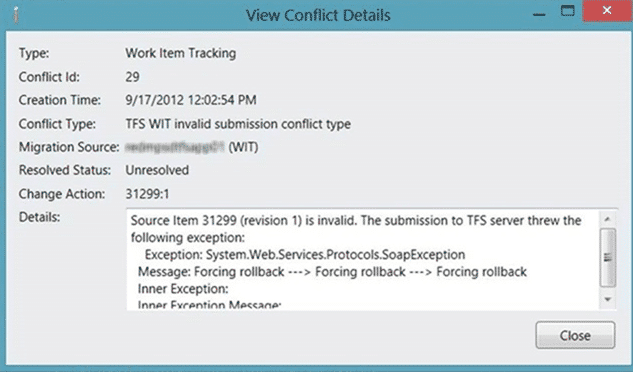 View Conflict Details
Type: Work Item Tracking
Conflict Id: 29
Creation Time: 9/17/2012 12:02:54 PM
Conflict Type: TFS WIT invalid submission conflict type
Migration Source: (WIT)
Resolved Status: Unresolved
Change Action: 31299:1
Details: Source Item 31299 (revision 1) is invalid. The submission to TFS server threw the
following exception:
Exception: System.Web.Services.Protocols.SoapException
Message: Forcing rollback ---> Forcing rollback ---> Forcing rollback
Inner Exception:
Inner Exception Message:
Close